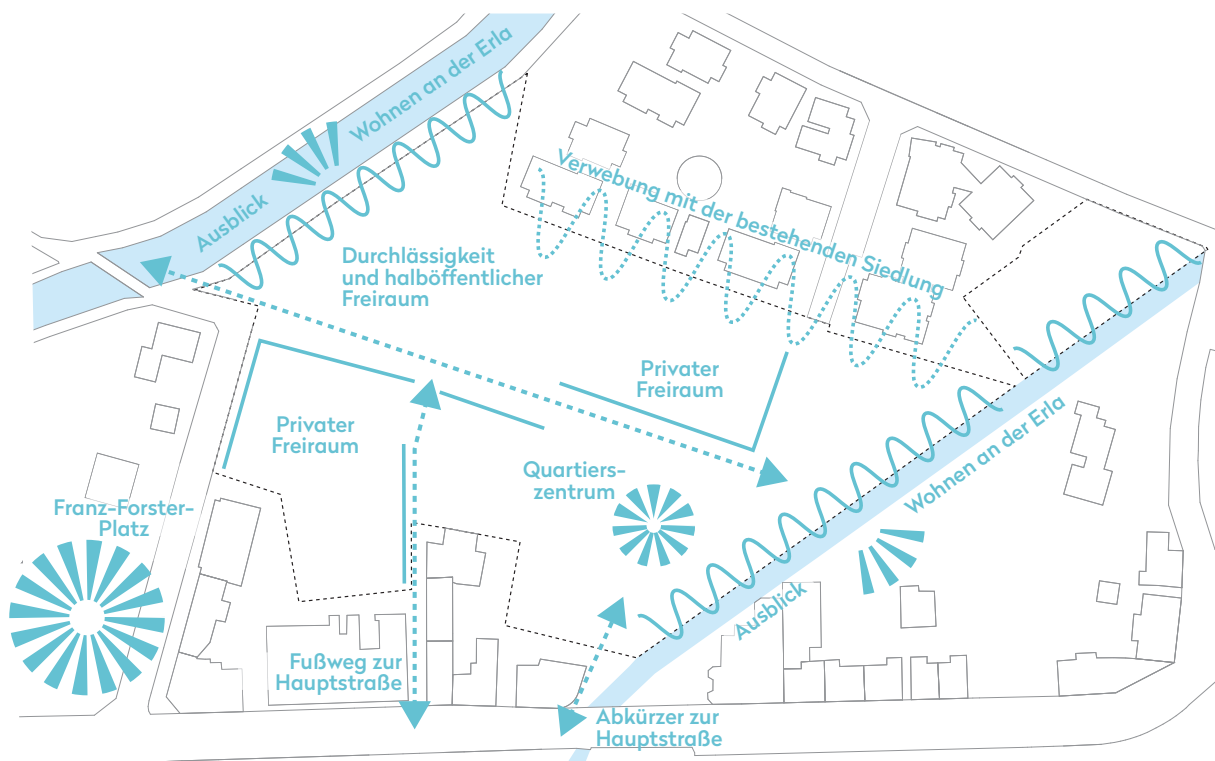 Wohnen an der Erla
Ausblick
Verwebung mit der bestehenden Siedlung
Durchlässigkeit
und halböffentlicher
Freiraum
Privater
Freiraum
Privater
Freiraum
Quartiers-
zentrum
Wohnen an der Erla
Franz-Forster-
Platz
Ausblick
Fußweg zur
Hauptstraße
Abkürzer zur
Hauptstraße